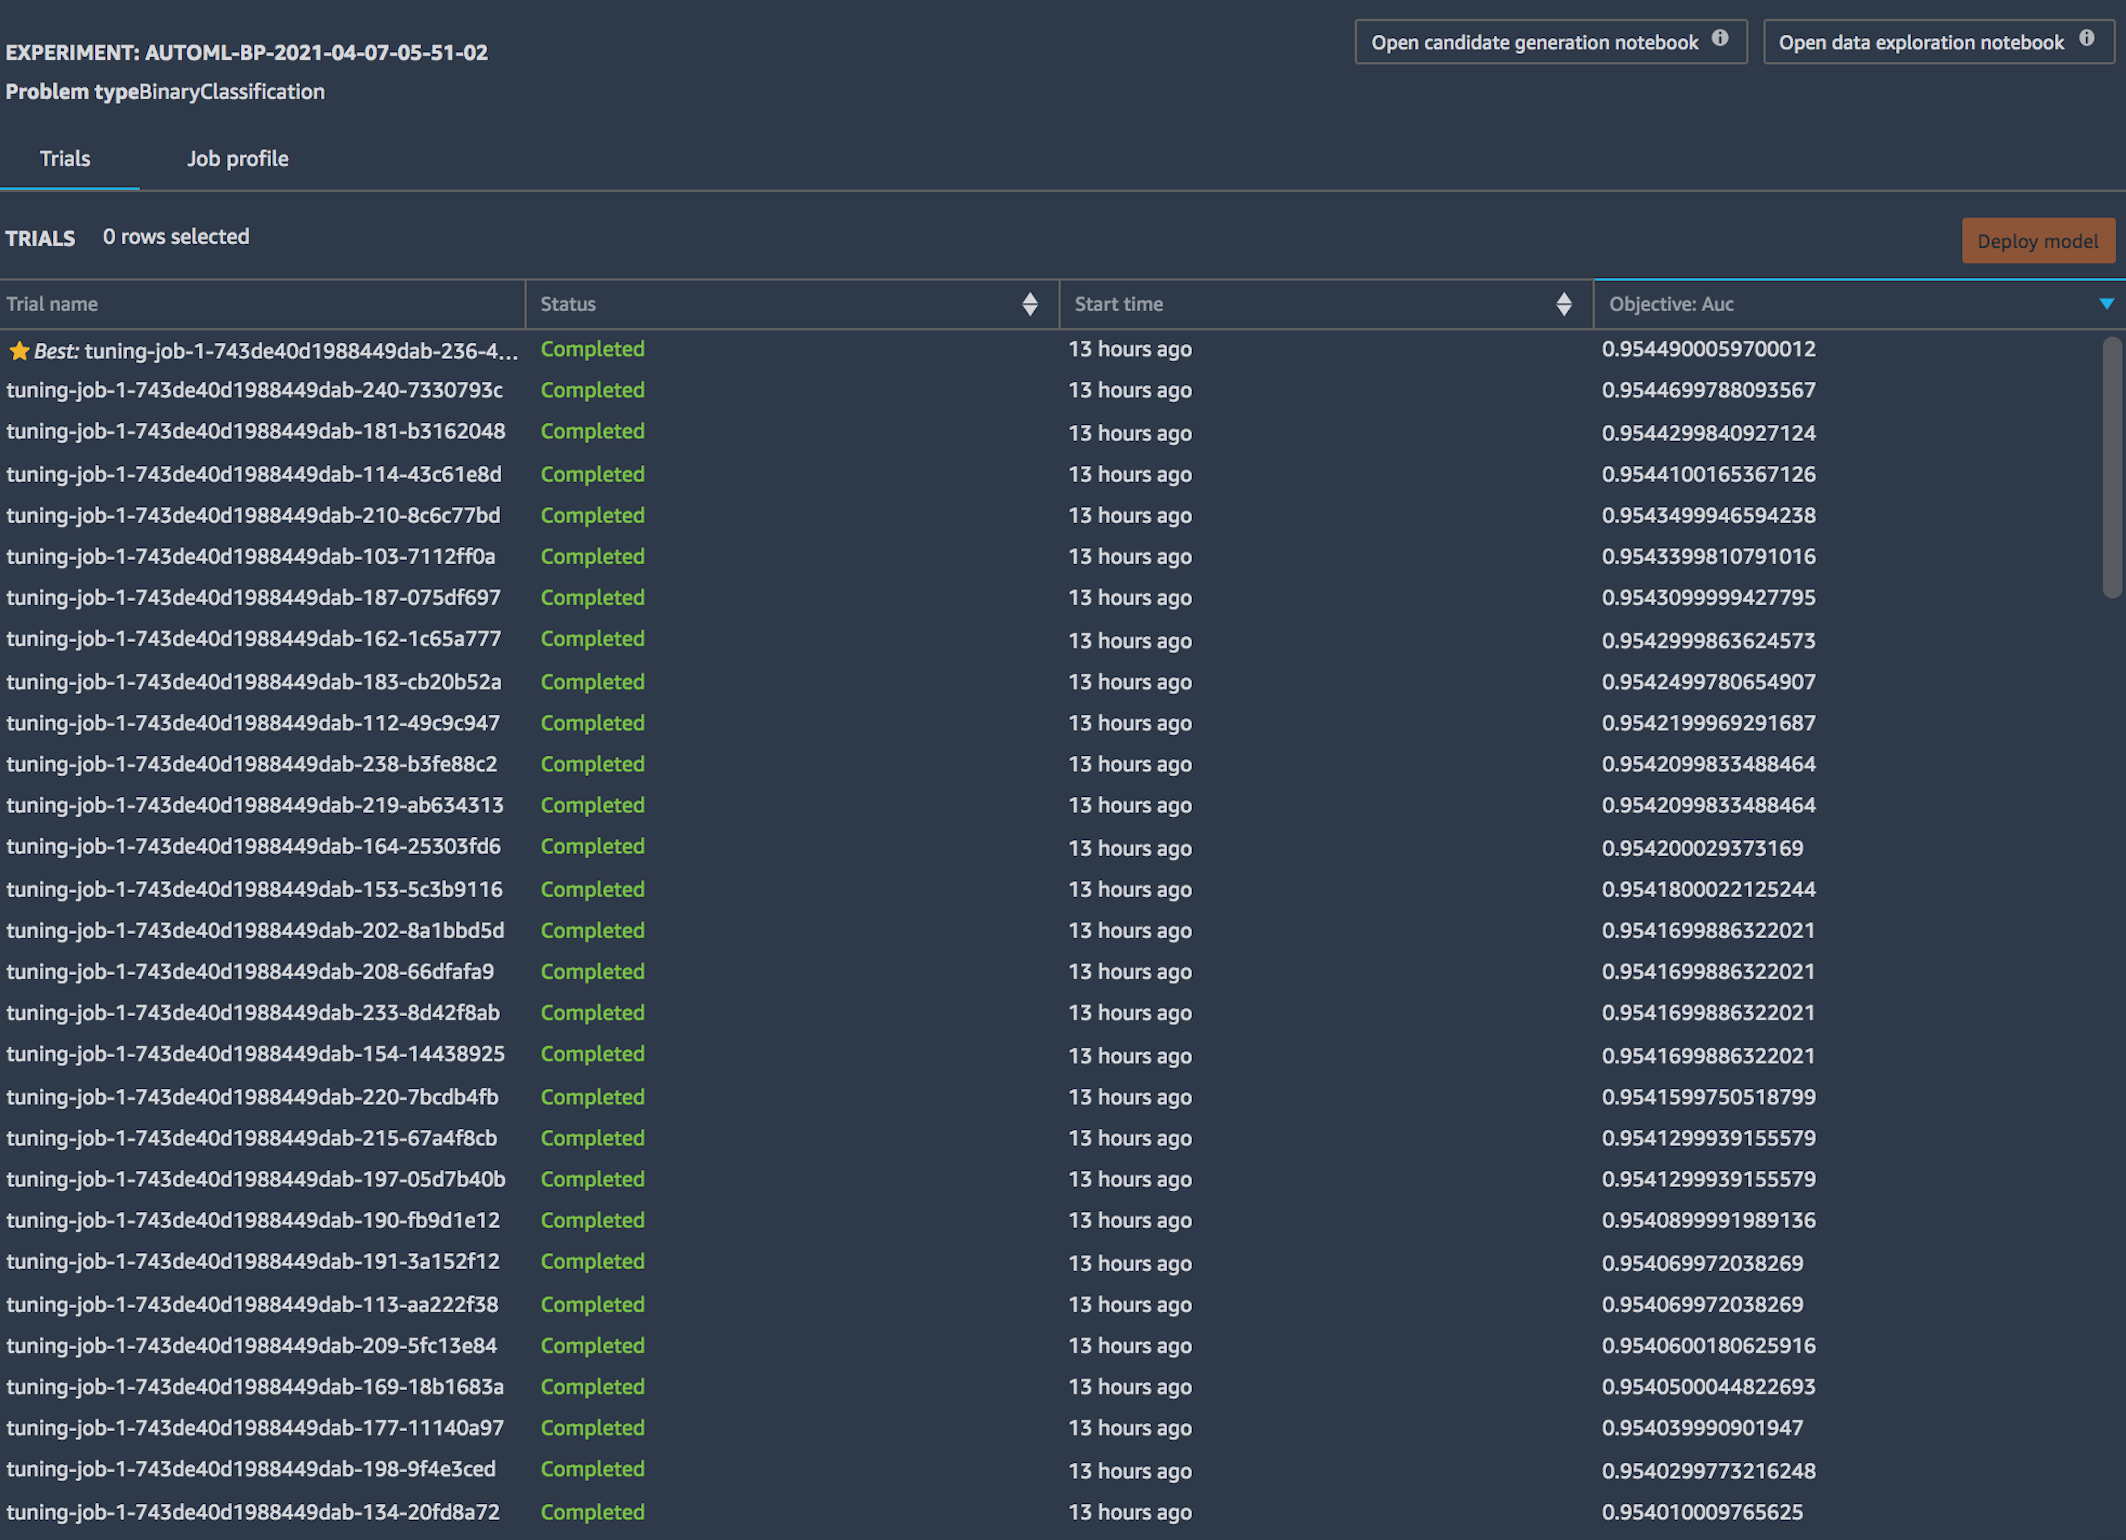 Open candidate generation notebook Open data exploration notebook
EXPERIMENT: AUTOML-BP-2021-04-07-05-51-02
Problem typeBinaryClassification
Trials Job profile
TRIALS 0 rows selected Deploy model
Trial name Status Start time Objective: Auc
Best: tuning-job-1-743de40d1988449dab-236-4... Completed 13 hours ago 0.9544900059700012
tuning-job-1-743de40d1988449dab-240-7330793c Completed 13 hours ago 0.9544699788093567
tuning-job-1-743de40d1988449dab-181-b3162048 Completed 13 hours ago 0.9544299840927124
tuning-job-1-743de40d1988449dab-114-43c61e8d Completed 13 hours ago 0.9544100165367126
tuning-job-1-743de40d1988449dab-210-8c6c77bd Completed 13 hours ago 0.9543499946594238
tuning-job-1-743de40d1988449dab-103-7112ff0a Completed 13 hours ago 0.9543399810791016
tuning-job-1-743de40d1988449dab-187-075df697 Completed 13 hours ago 0.9543099999427795
tuning-job-1-743de40d1988449dab-162-1c65a777 Completed 13 hours ago 0.9542999863624573
tuning-job-1-743de40d1988449dab-183-cb20b52a Completed 13 hours ago 0.9542499780654907
tuning-job-1-743de40d1988449dab-112-49c9c947 Completed 13 hours ago 0.9542199969291687
tuning-job-1-743de40d1988449dab-238-b3fe88c2 Completed 13 hours ago 0.9542099833488464
tuning-job-1-743de40d1988449dab-219-ab634313 Completed 13 hours ago 0.9542099833488464
tuning-job-1-743de40d1988449dab-164-25303fd6 Completed 13 hours ago 0.954200029373169
tuning-job-1-743de40d1988449dab-153-5c3b9116 Completed 13 hours ago 0.9541800022125244
tuning-job-1-743de40d1988449dab-202-8a1bbd5d Completed 13 hours ago 0.9541699886322021
tuning-job-1-743de40d1988449dab-208-66dfafa9 Completed 13 hours ago 0.9541699886322021
tuning-job-1-743de40d1988449dab-233-8d42f8ab Completed 13 hours ago 0.9541699886322021
tuning-job-1-743de40d1988449dab-154-14438925 Completed 13 hours ago 0.9541699886322021
tuning-job-1-743de40d1988449dab-220-7bcdb4fb Completed 13 hours ago 0.9541599750518799
tuning-job-1-743de40d1988449dab-215-67a4f8cb Completed 13 hours ago 0.9541299939155579
tuning-job-1-743de40d1988449dab-197-05d7b40b Completed 13 hours ago 0.9541299939155579
tuning-job-1-743de40d1988449dab-190-fb9d1e12 Completed 13 hours ago 0.9540899991989136
tuning-job-1-743de40d1988449dab-191-3a152f12 Completed 13 hours ago 0.954069972038269
tuning-job-1-743de40d1988449dab-113-aa222f38 Completed 13 hours ago 0.954069972038269
tuning-job-1-743de40d1988449dab-209-5fc13e84 Completed 13 hours ago 0.9540600180625916
tuning-job-1-743de40d1988449dab-169-18b1683a Completed 13 hours ago 0.9540500044822693
tuning-job-1-743de40d1988449dab-177-11140a97 Completed 13 hours ago 0.954039990901947
tuning-job-1-743de40d1988449dab-198-9f4e3ced Completed 13 hours ago 0.9540299773216248
tuning-job-1-743de40d1988449dab-134-20fd8a72 Completed 13 hours ago 0.954010009765625